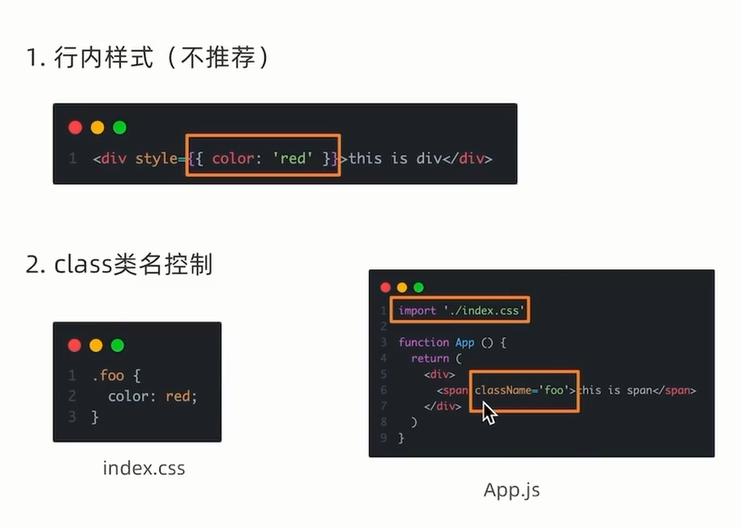 1. 行内样式（不推荐）
1 <div style={{ color: 'red' }}>this is div</div>
2. class类名控制
1 .foo {
2 color: red;
3 }
index.css
1 import './index.css'
2
3 function App () {
4 return (
5 <div>
6 <span className='foo'>this is span</span>
7 </div>
8 )
9 }
App.js